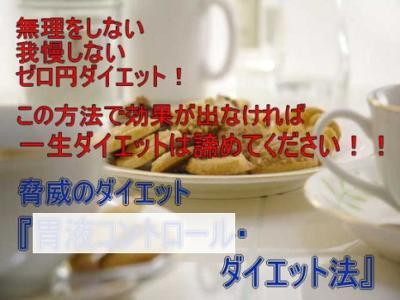 無理をしない
我慢しない
ゼロ円ダイエット！
この方法で効果が出なければ
一生ダイエットは諦めてください！！
脅威のダイエット
『胃液コントロール・
ダイエット法』